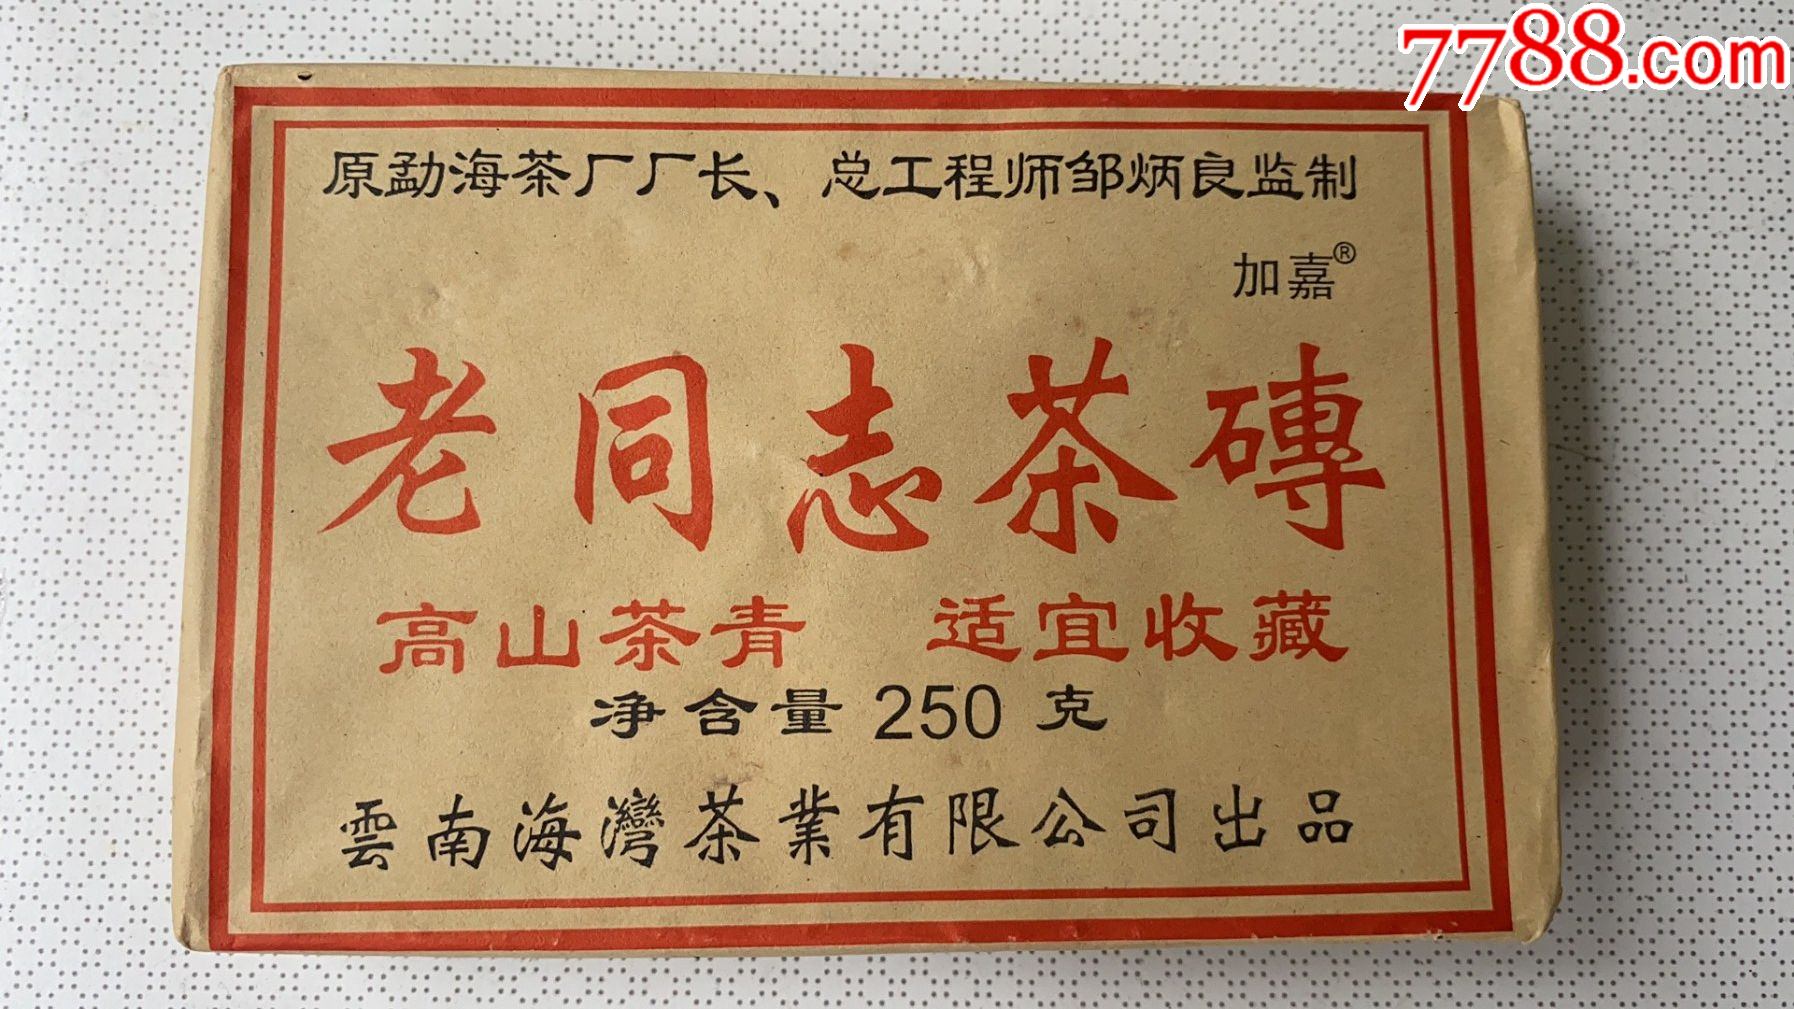 7788.com
原勐海茶厂厂长、总工程师邹炳良监制
加嘉®
老同志茶磚
高山茶青 适宜收藏
净含量 250 克
雲南海灣茶業有限公司出品